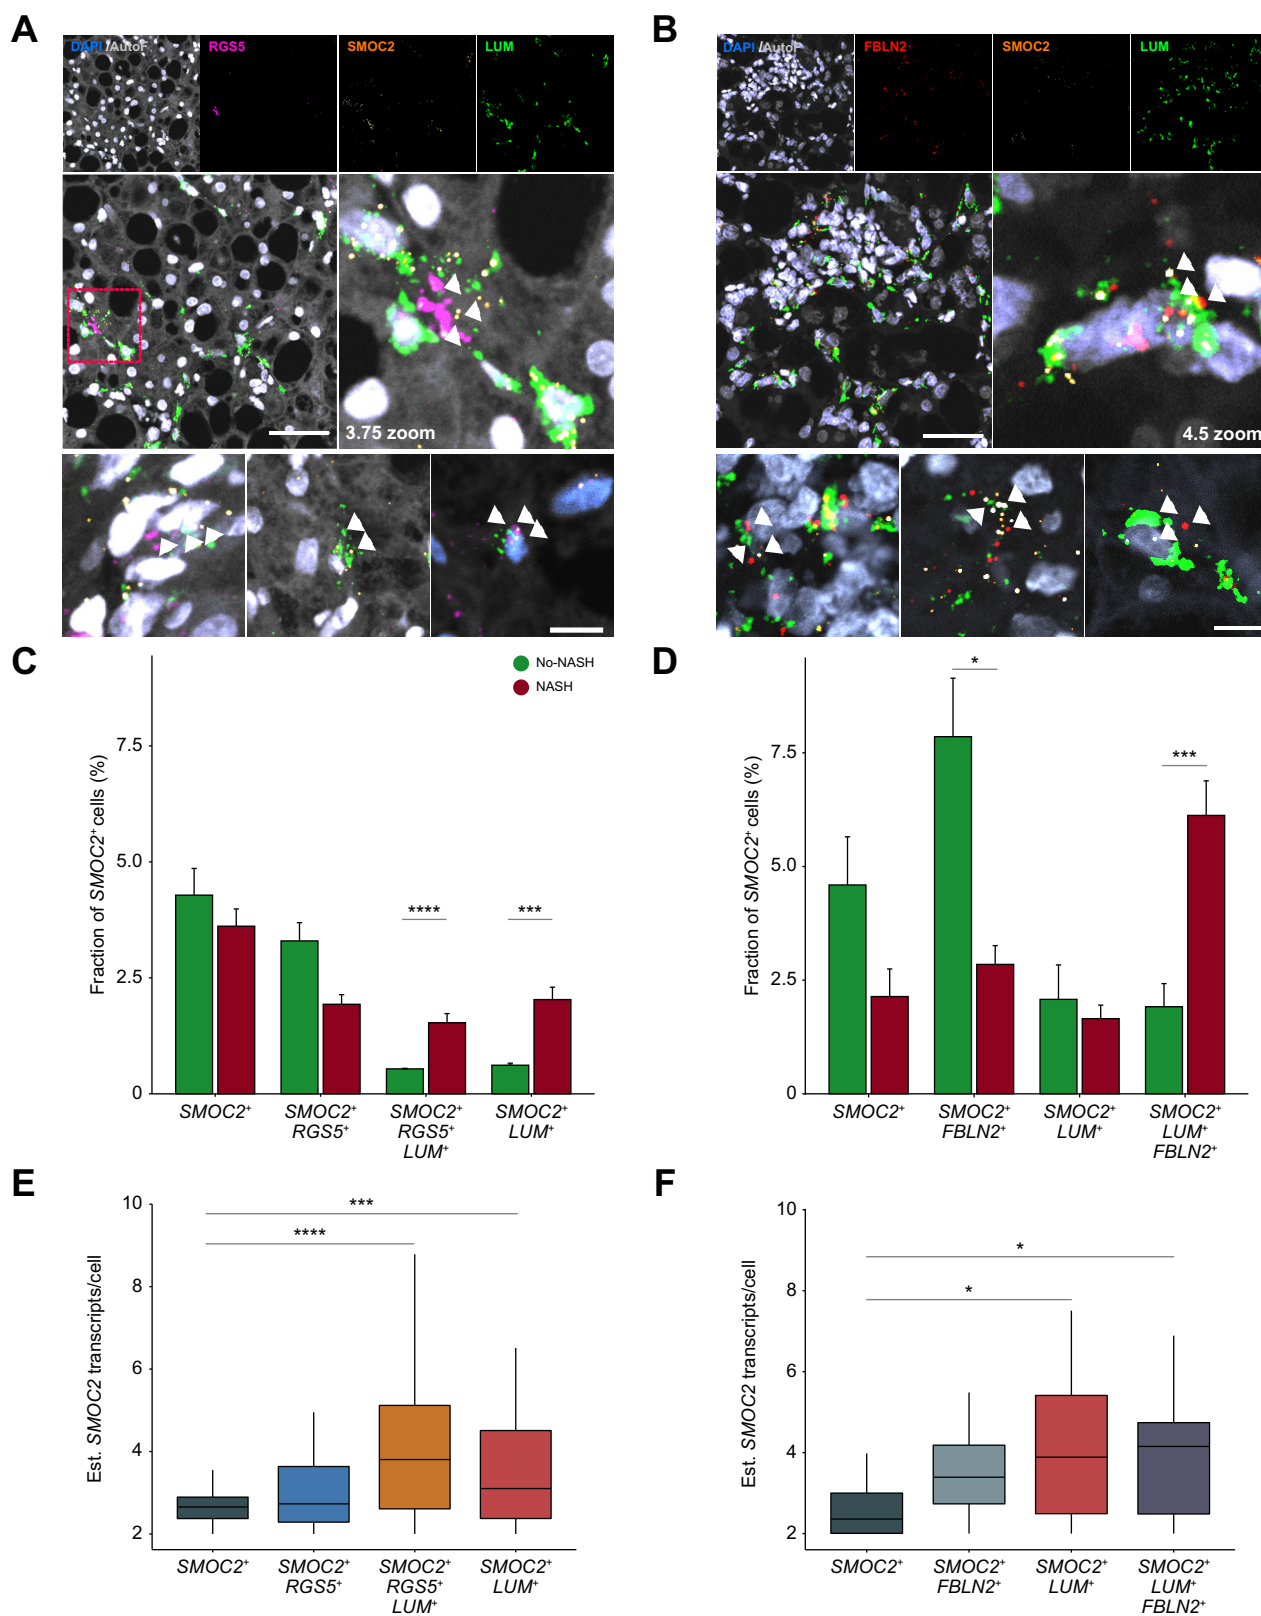 A
B
DAPI /AutoF
RGS5
SMOC2
LUM
DAPI /AutoF
FBLN2
SMOC2
LUM
3.75 zoom
4.5 zoom
C
No-NASH
NASH
Fraction of SMOC2⁺ cells (%)
7.5
5.0
2.5
0
****
***
SMOC2⁺
SMOC2⁺
RGS5⁺
SMOC2⁺
RGS5⁺
LUM⁺
SMOC2⁺
LUM⁺
D
Fraction of SMOC2⁺ cells (%)
7.5
5.0
2.5
0
*
***
SMOC2⁺
SMOC2⁺
FBLN2⁺
SMOC2⁺
LUM⁺
SMOC2⁺
LUM⁺
FBLN2⁺
E
Est. SMOC2 transcripts/cell
10
8
6
4
2
***
****
SMOC2⁺
SMOC2⁺
RGS5⁺
SMOC2⁺
RGS5⁺
LUM⁺
SMOC2⁺
LUM⁺
F
Est. SMOC2 transcripts/cell
10
8
6
4
2
*
*
SMOC2⁺
SMOC2⁺
FBLN2⁺
SMOC2⁺
LUM⁺
SMOC2⁺
LUM⁺
FBLN2⁺